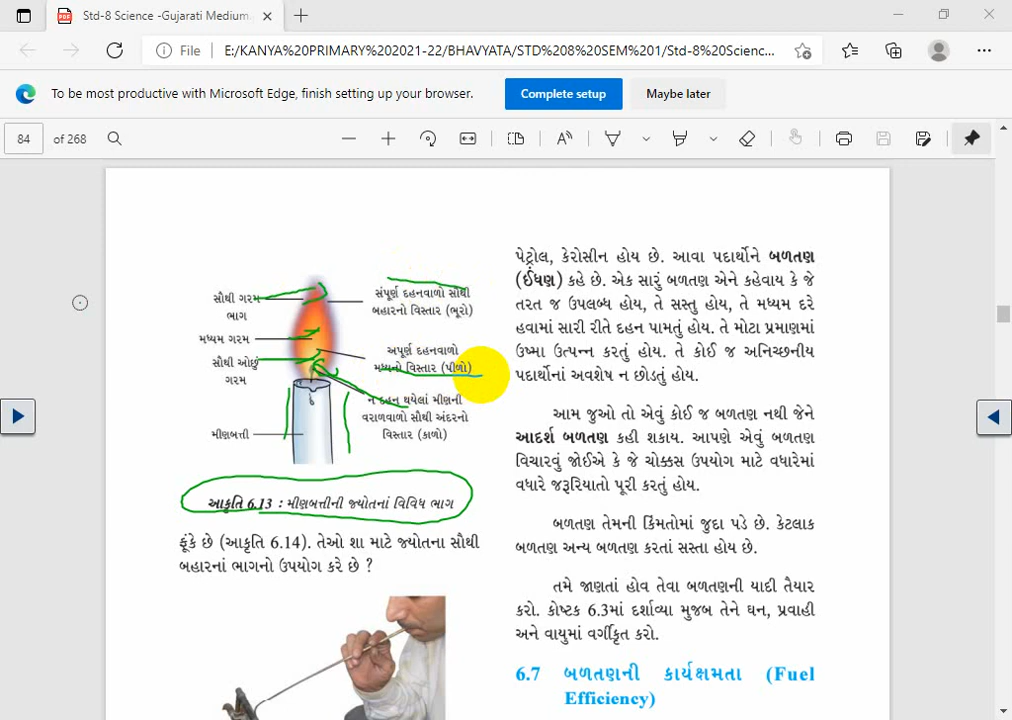 Std-8 Science -Gujarati Medium
File
E:/KANYA%20PRIMARY%202021-22/BHAVYATA/STD%208%20SEM%201/Std-8%20Scienc...
To be most productive with Microsoft Edge, finish setting up your browser.
Complete setup
Maybe later
84 of 268
સૌથી ગરમ
ભાગ
મધ્યમ ગરમ
સૌથી ઓછું
ગરમ
મીણબત્તી
સંપૂર્ણ દહનવાળો સૌથી
બહારનો વિસ્તાર (ભૂરો)
અપૂર્ણ દહનવાળો
મધ્યનો વિસ્તાર (પીળો)
ન દહન થયેલાં મીણની
વરાળવાળો સૌથી અંદરનો
વિસ્તાર (કાળો)
આકૃતિ 6.13 : મીણબત્તીની જ્યોતનાં વિવિધ ભાગ
ફૂંકે છે (આકૃતિ 6.14). તેઓ શા માટે જ્યોતના સૌથી
બહારનાં ભાગનો ઉપયોગ કરે છે ?
પેટ્રોલ, કેરોસીન હોય છે. આવા પદાર્થોને બળતણ
(ઈંધણ) કહે છે. એક સારું બળતણ એને કહેવાય કે જે
તરત જ ઉપલબ્ધ હોય, તે સસ્તુ હોય, તે મધ્યમ દરે
હવામાં સારી રીતે દહન પામતું હોય. તે મોટા પ્રમાણમાં
ઉષ્મા ઉત્પન્ન કરતું હોય. તે કોઈ જ અનિચ્છનીય
પદાર્થોનાં અવશેષ ન છોડતું હોય.
આમ જુઓ તો એવું કોઈ જ બળતણ નથી જેને
આદર્શ બળતણ કહી શકાય. આપણે એવું બળતણ
વિચારવું જોઈએ કે જે ચોક્કસ ઉપયોગ માટે વધારેમાં
વધારે જરૂરિયાતો પૂરી કરતું હોય.
બળતણ તેમની કિંમતોમાં જુદા પડે છે. કેટલાક
બળતણ અન્ય બળતણ કરતાં સસ્તા હોય છે.
તમે જાણતાં હોવ તેવા બળતણની યાદી તૈયાર
કરો. કોષ્ટક 6.3માં દર્શાવ્યા મુજબ તેને ઘન, પ્રવાહી
અને વાયુમાં વર્ગીકૃત કરો.
6.7 બળતણની કાર્યક્ષમતા (Fuel
Efficiency)